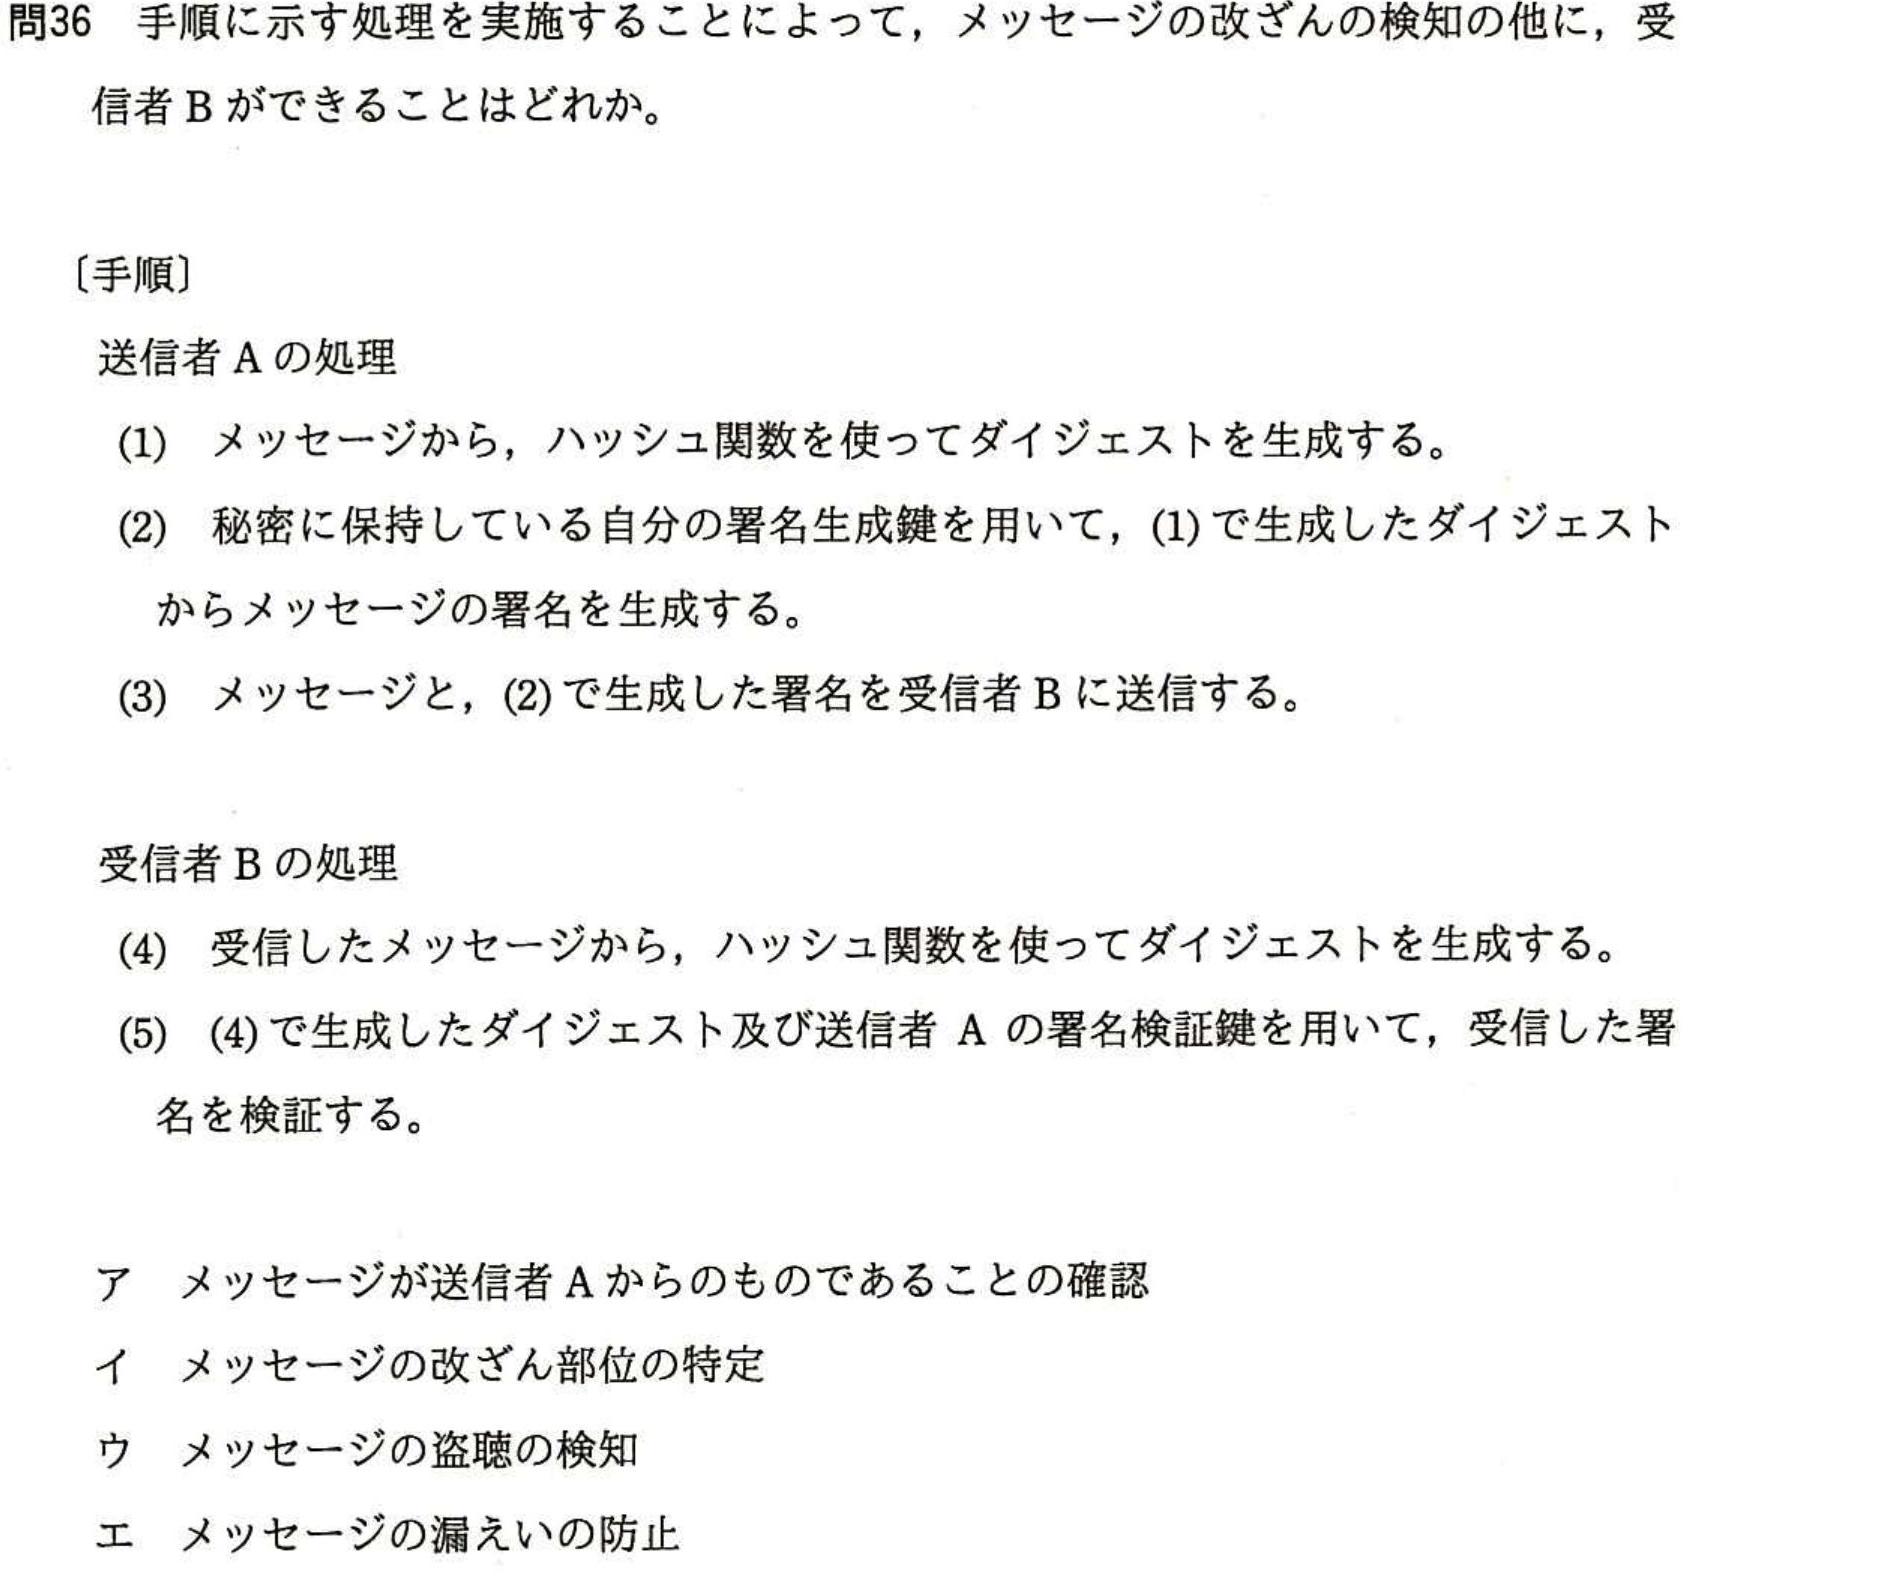 問36 手順に示す処理を実施することによって，メッセージの改ざんの検知の他に，受
信者 B ができることはどれか。
〔手順〕
送信者 A の処理
(1) メッセージから，ハッシュ関数を使ってダイジェストを生成する。
(2) 秘密に保持している自分の署名生成鍵を用いて，(1)で生成したダイジェスト
からメッセージの署名を生成する。
(3) メッセージと，(2)で生成した署名を受信者 B に送信する。
受信者 B の処理
(4) 受信したメッセージから，ハッシュ関数を使ってダイジェストを生成する。
(5) (4)で生成したダイジェスト及び送信者 A の署名検証鍵を用いて，受信した署
名を検証する。
ア メッセージが送信者 A からのものであることの確認
イ メッセージの改ざん部位の特定
ウ メッセージの盗聴の検知
エ メッセージの漏えいの防止